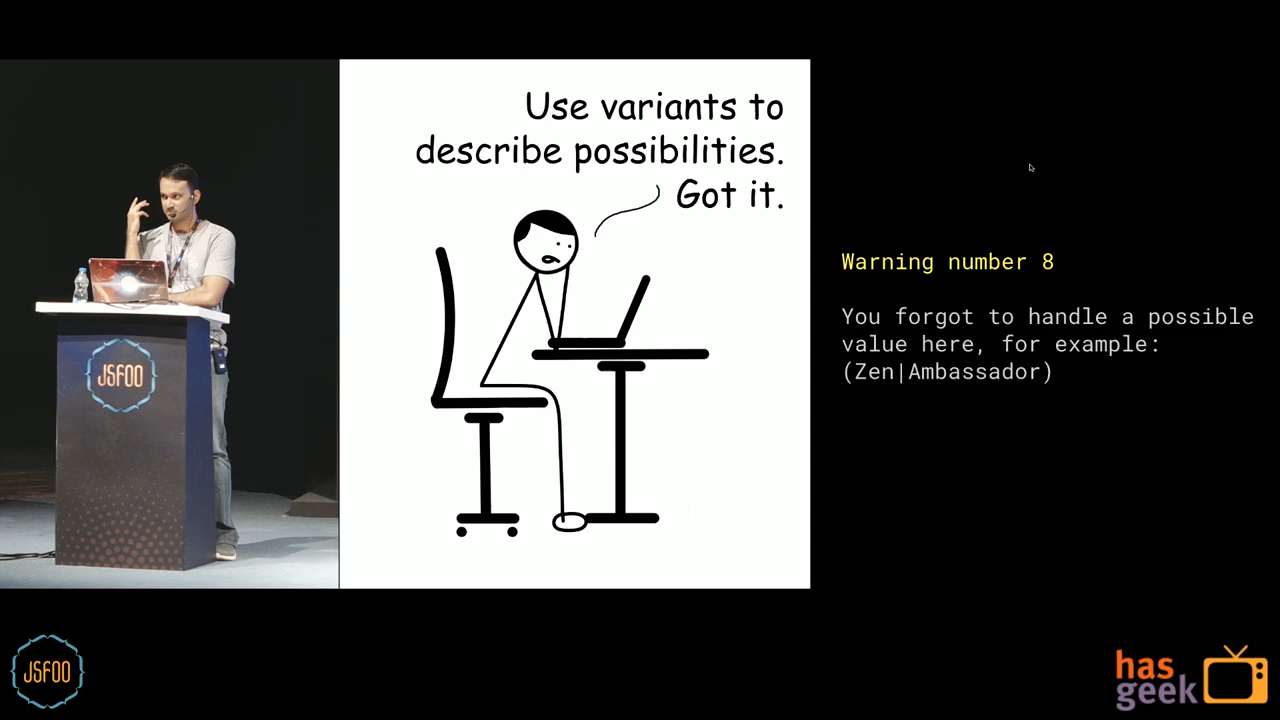 Use variants to
describe possibilities.
Got it.
Warning number 8
You forgot to handle a possible
value here, for example:
(Zen|Ambassador)
JSFOO
JSFOO
has
geek